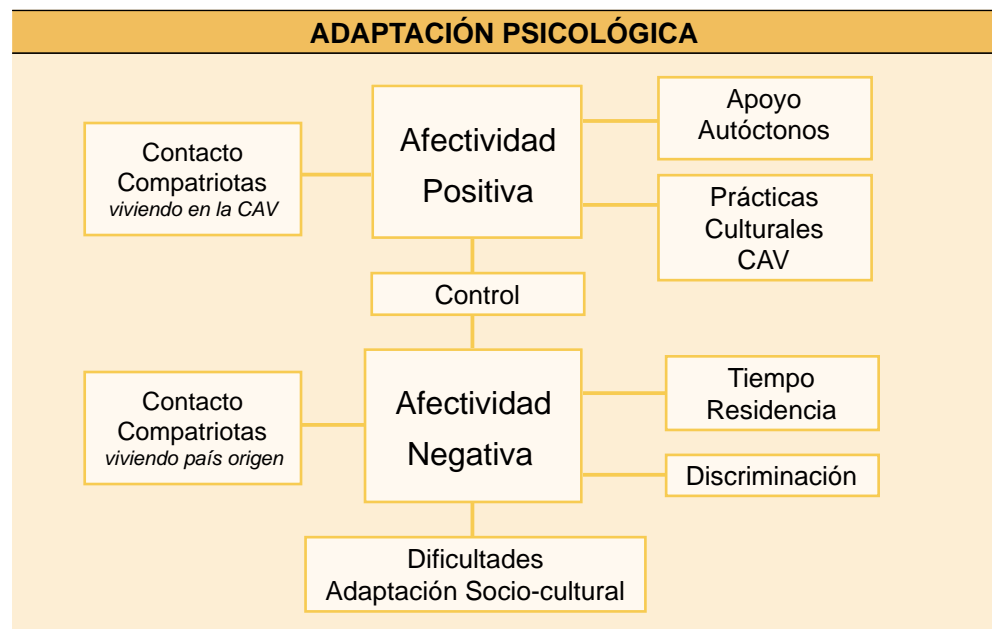 ADAPTACIÓN PSICOLÓGICA
Contacto
Compatriotas
viviendo en la CAV
Afectividad
Positiva
Apoyo
Autóctonos
Prácticas
Culturales
CAV
Control
Contacto
Compatriotas
viviendo país origen
Afectividad
Negativa
Tiempo
Residencia
Discriminación
Dificultades
Adaptación Socio-cultural